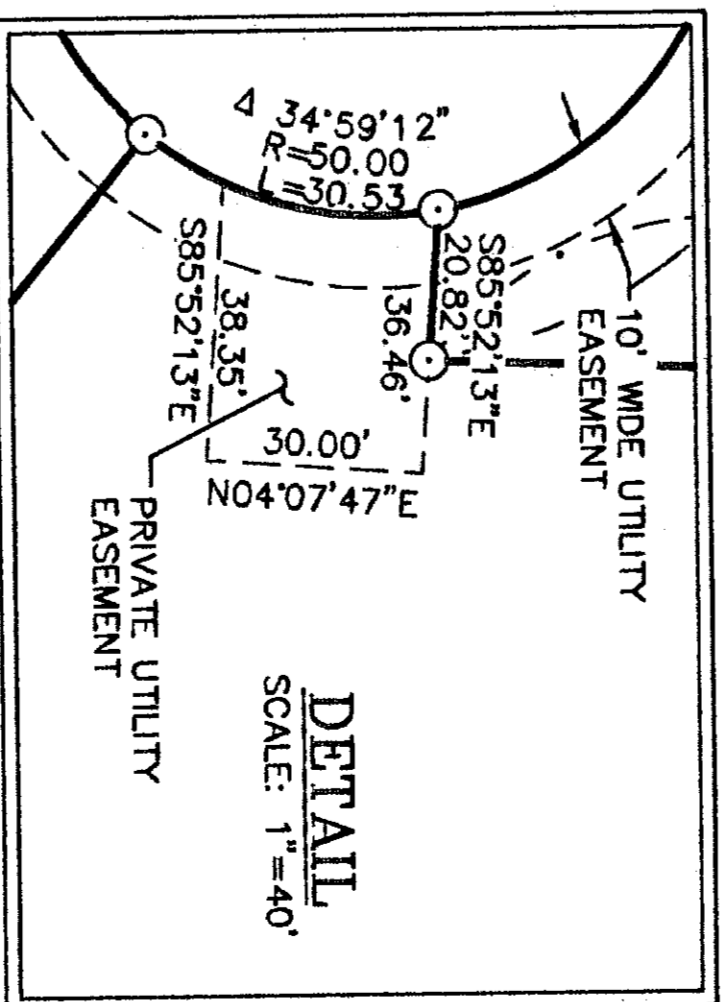 Δ 34°59'12"
R=50.00
=30.53
S85°52'13"E
20.82'
36.46'
38.35'
S85°52'13"E
30.00'
N04°07'47"E
10' WIDE UTILITY
EASEMENT
PRIVATE UTILITY
EASEMENT
DETAIL
SCALE: 1"=40'